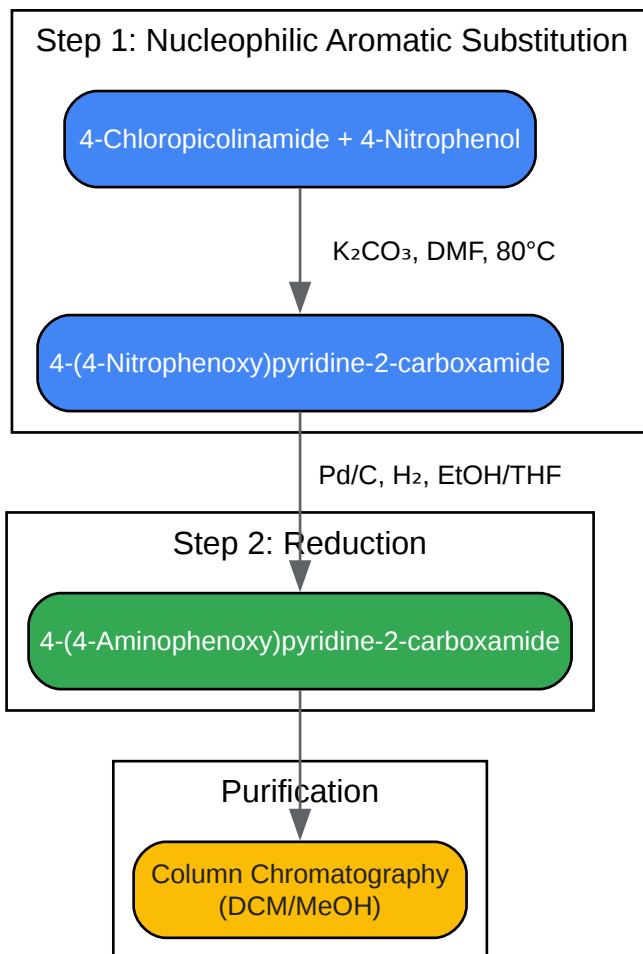 Step 1: Nucleophilic Aromatic Substitution
4-Chloropicolinamide + 4-Nitrophenol
K₂CO₃, DMF, 80°C
4-(4-Nitrophenoxy)pyridine-2-carboxamide
Pd/C, H₂, EtOH/THF
Step 2: Reduction
4-(4-Aminophenoxy)pyridine-2-carboxamide
Purification
Column Chromatography
(DCM/MeOH)